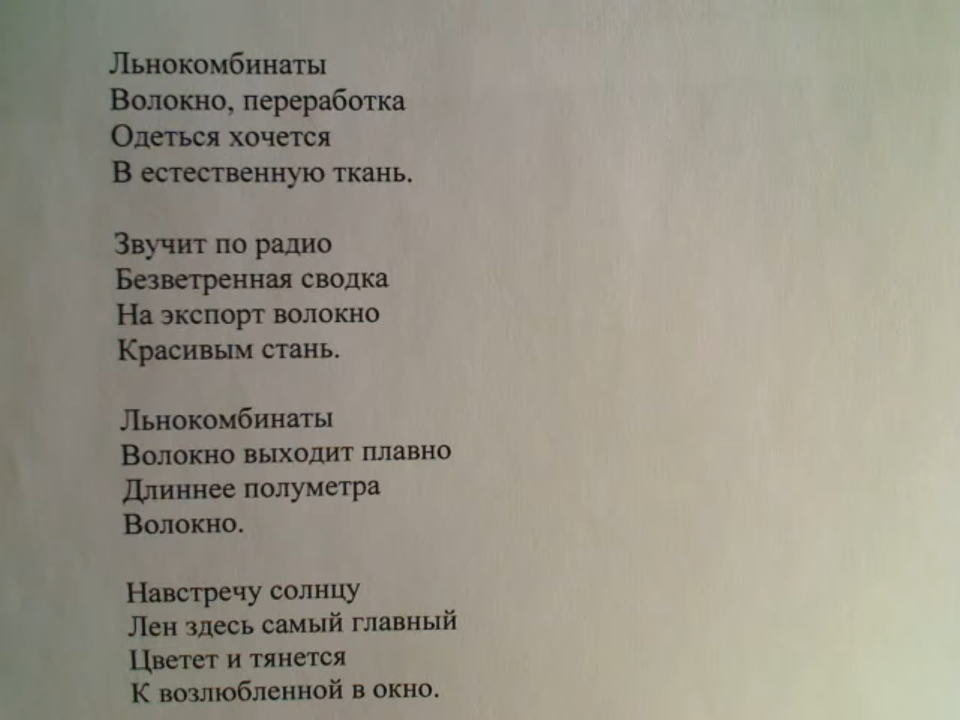 Льнокомбинаты
Волокно, переработка
Одеться хочется
В естественную ткань.
Звучит по радио
Безветренная сводка
На экспорт волокно
Красивым стань.
Льнокомбинаты
Волокно выходит плавно
Длиннее полуметра
Волокно.
Навстречу солнцу
Лен здесь самый главный
Цветет и тянется
К возлюбленной в окно.